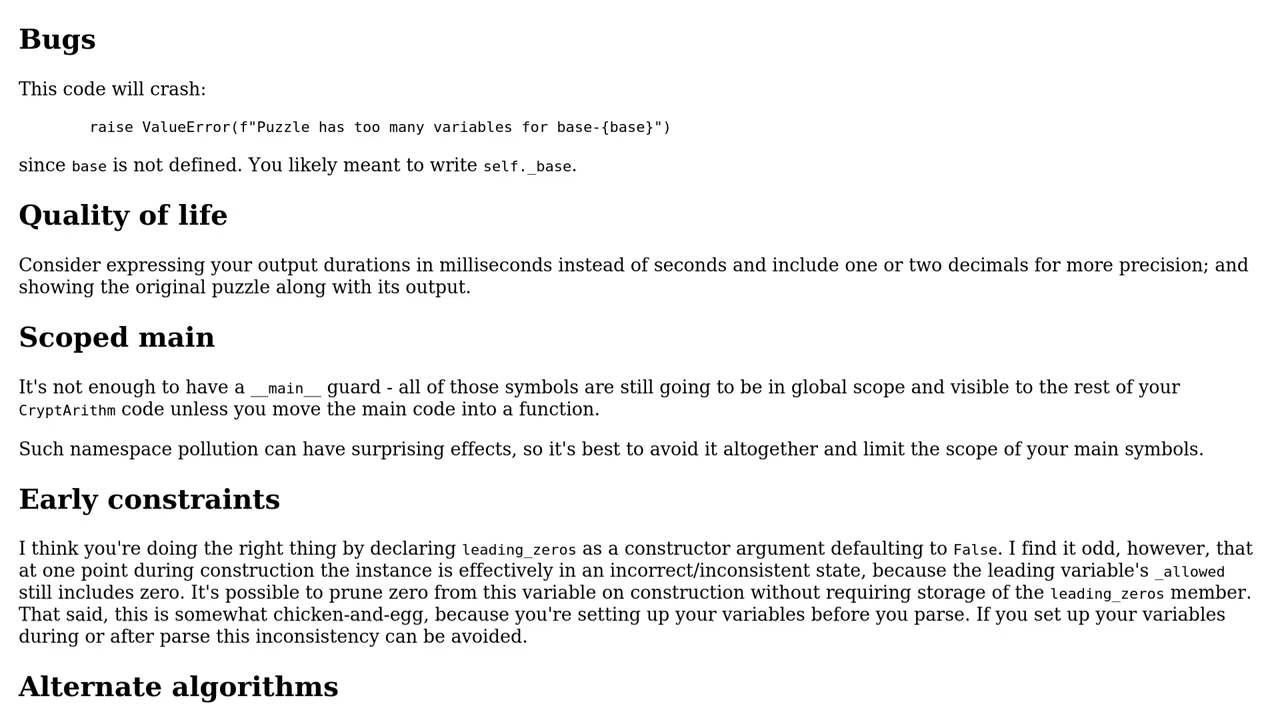 Bugs
This code will crash:
raise ValueError(f"Puzzle has too many variables for base-{base}")
since base is not defined. You likely meant to write self._base.
Quality of life
Consider expressing your output durations in milliseconds instead of seconds and include one or two decimals for more precision; and
showing the original puzzle along with its output.
Scoped main
It's not enough to have a __main__ guard - all of those symbols are still going to be in global scope and visible to the rest of your
CryptArithm code unless you move the main code into a function.
Such namespace pollution can have surprising effects, so it's best to avoid it altogether and limit the scope of your main symbols.
Early constraints
I think you're doing the right thing by declaring leading_zeros as a constructor argument defaulting to False. I find it odd, however, that
at one point during construction the instance is effectively in an incorrect/inconsistent state, because the leading variable's _allowed
still includes zero. It's possible to prune zero from this variable on construction without requiring storage of the leading_zeros member.
That said, this is somewhat chicken-and-egg, because you're setting up your variables before you parse. If you set up your variables
during or after parse this inconsistency can be avoided.
Alternate algorithms